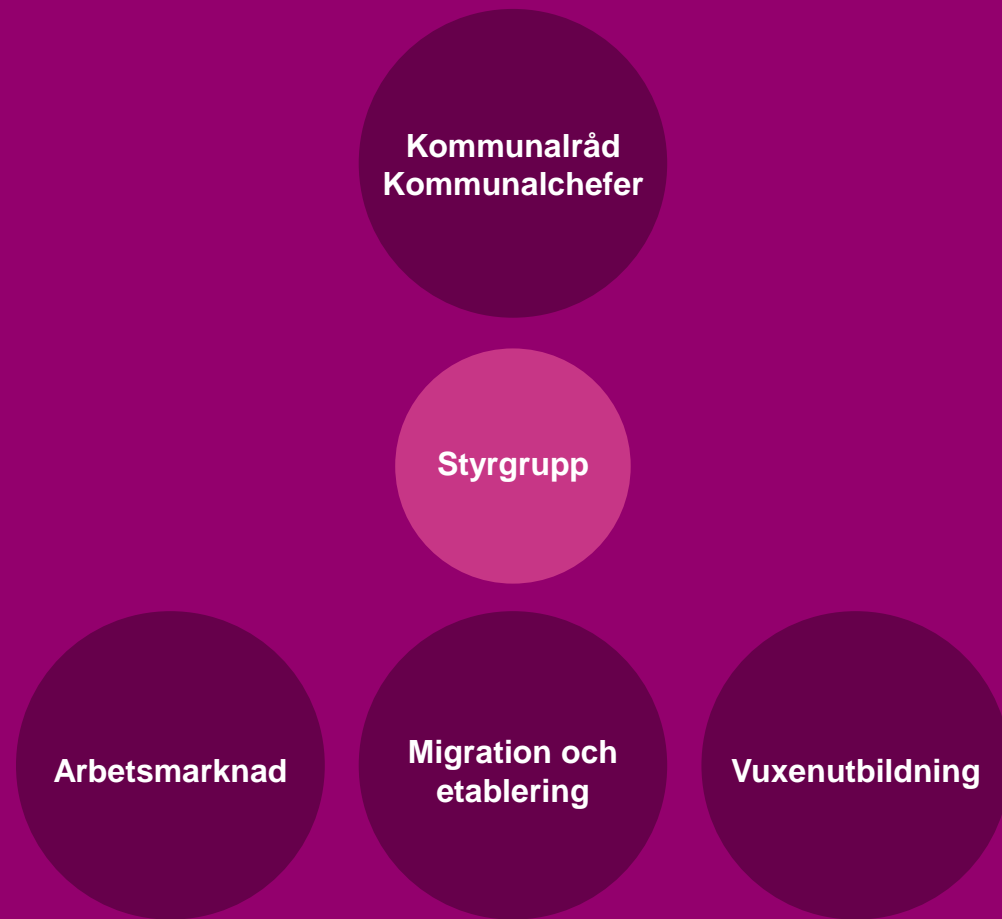 Kommunalråd
Kommunalchefer
Styrgrupp
Arbetsmarknad
Migration och
etablering
Vuxenutbildning